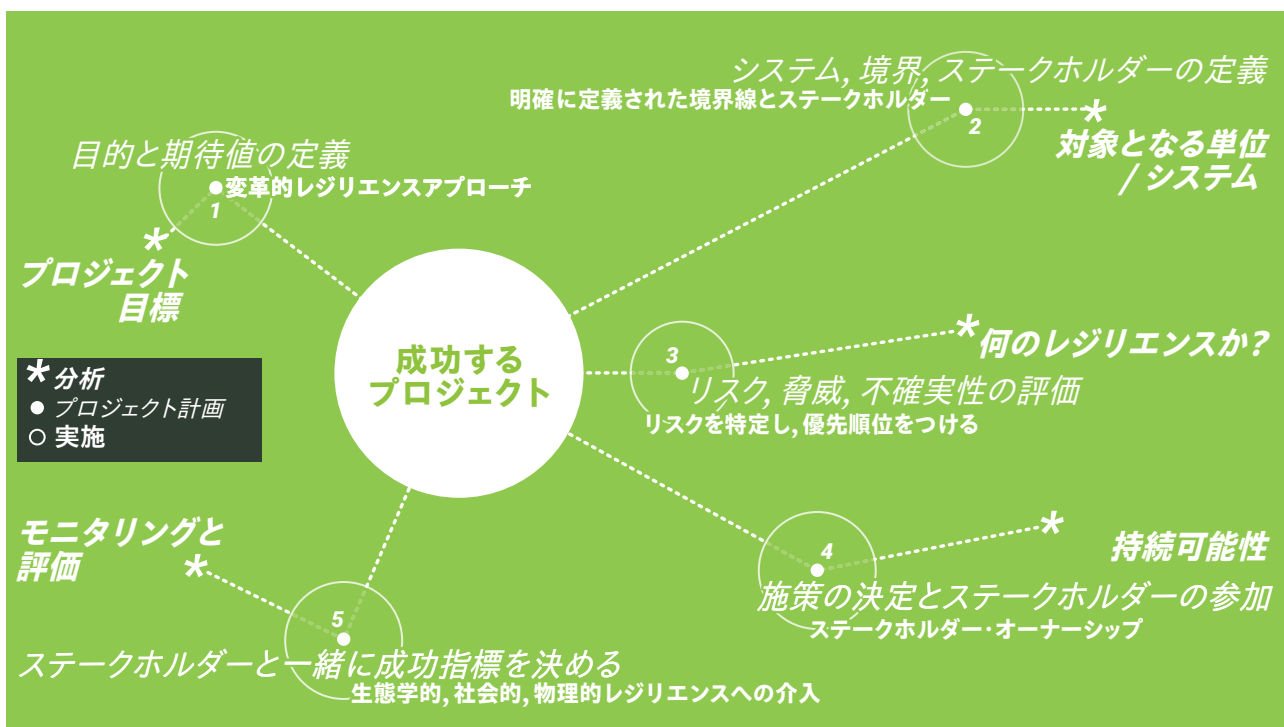 目的と期待値の定義
変革的レジリエンスアプローチ
1
プロジェクト
目標
システム, 境界, ステークホルダーの定義
明確に定義された境界線とステークホルダー
2
対象となる単位
/ システム
成功する
プロジェクト
3
何のレジリエンスか?
リスク, 脅威, 不確実性の評価
リスクを特定し, 優先順位をつける
* 分析
● プロジェクト計画
○ 実施
4
持続可能性
施策の決定とステークホルダーの参加
ステークホルダー・オーナーシップ
モニタリングと
評価
5
ステークホルダーと一緒に成功指標を決める
生態学的, 社会的, 物理的レジリエンスへの介入